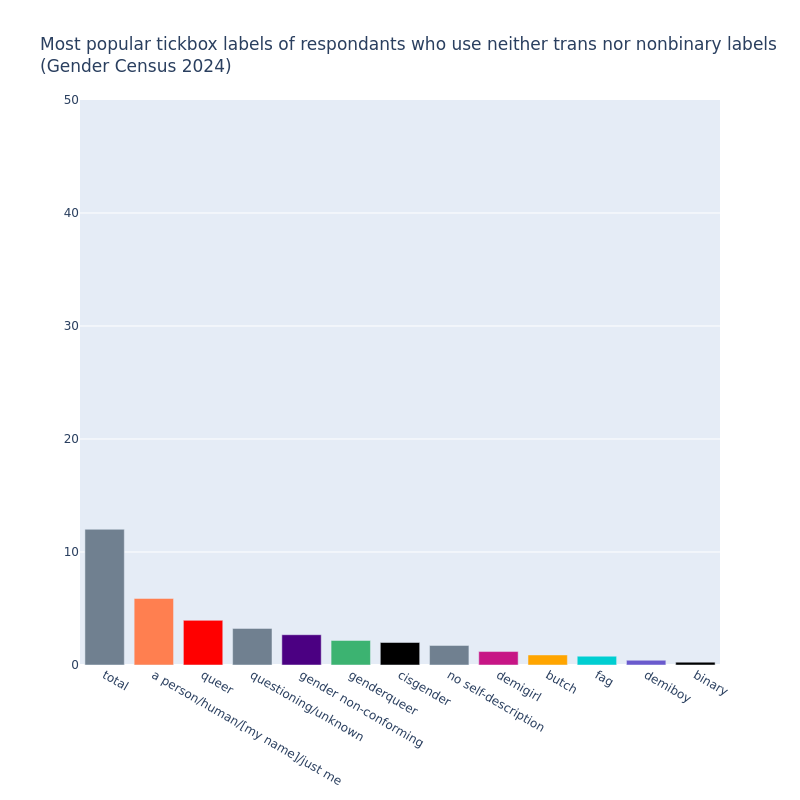 Most popular tickbox labels of respondants who use neither trans nor nonbinary labels
(Gender Census 2024)
50
40
30
20
10
0
total
a person/human/[my name]/just me
queer
questioning/unknown
gender non-conforming
genderqueer
cisgender
no self-description
demigirl
butch
fag
demiboy
binary